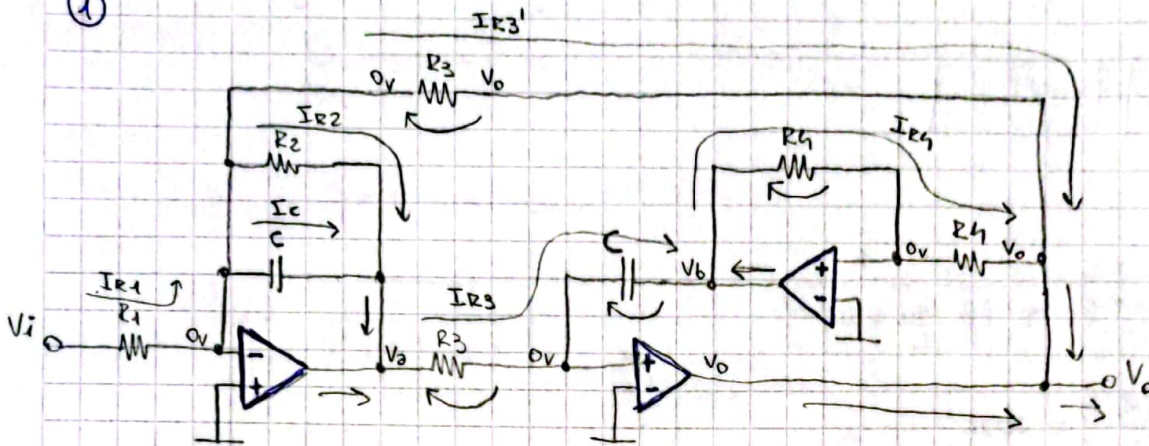 1
IR3'
0v R3 Vo
IR2
R2
IR4
R4
Ic
C
C
Vb
0v R4 Vo
+
-
IR1
R1
Vi
0v
-
+
IR3
Va
R3
0v
+
-
Vo
Vo